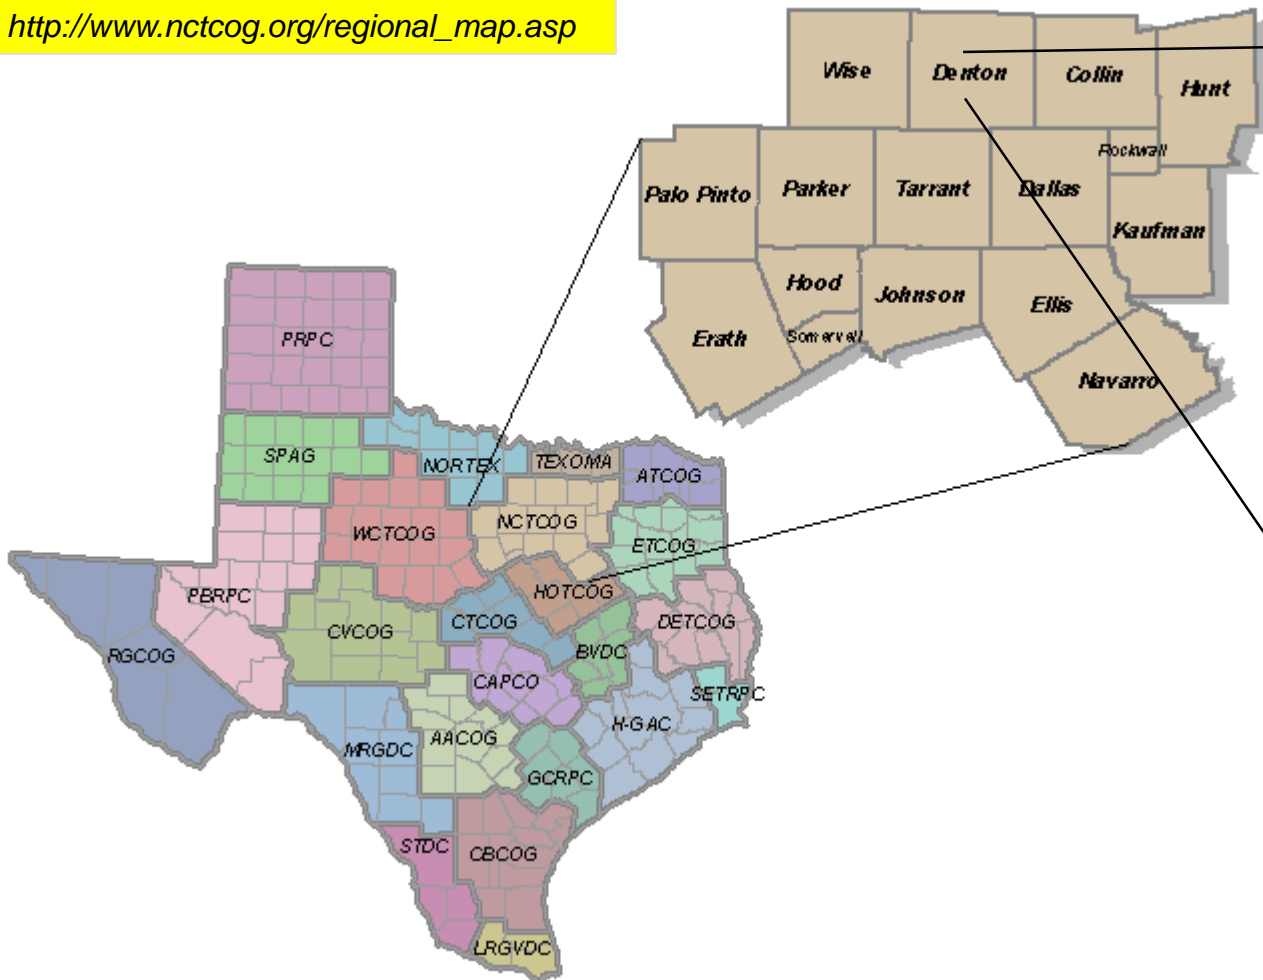 http://www.nctcog.org/regional_map.asp
Wise
Denton
Collin
Hunt
Rockwall
Palo Pinto
Parker
Tarrant
Dallas
Kaufman
Hood
Johnson
Ellis
Erath
Somervell
Navarro
PRPC
SPAG
NORTEX
TEXOMA
ATCOG
WCTCOG
NCTCOG
ETCOG
PBRPC
HOTCOG
CTCOG
DETCOG
CVCOG
BVDC
RGCOG
CAPCO
SETRPC
H-GAC
AACOG
MRGDC
GCRPC
STDC
CBCOG
LRGVDC